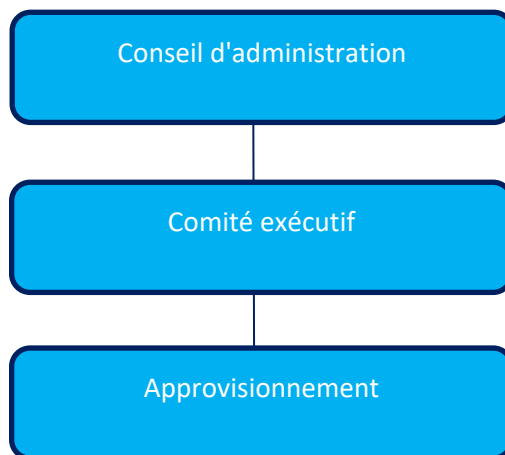 Conseil d'administration
Comité exécutif
Approvisionnement